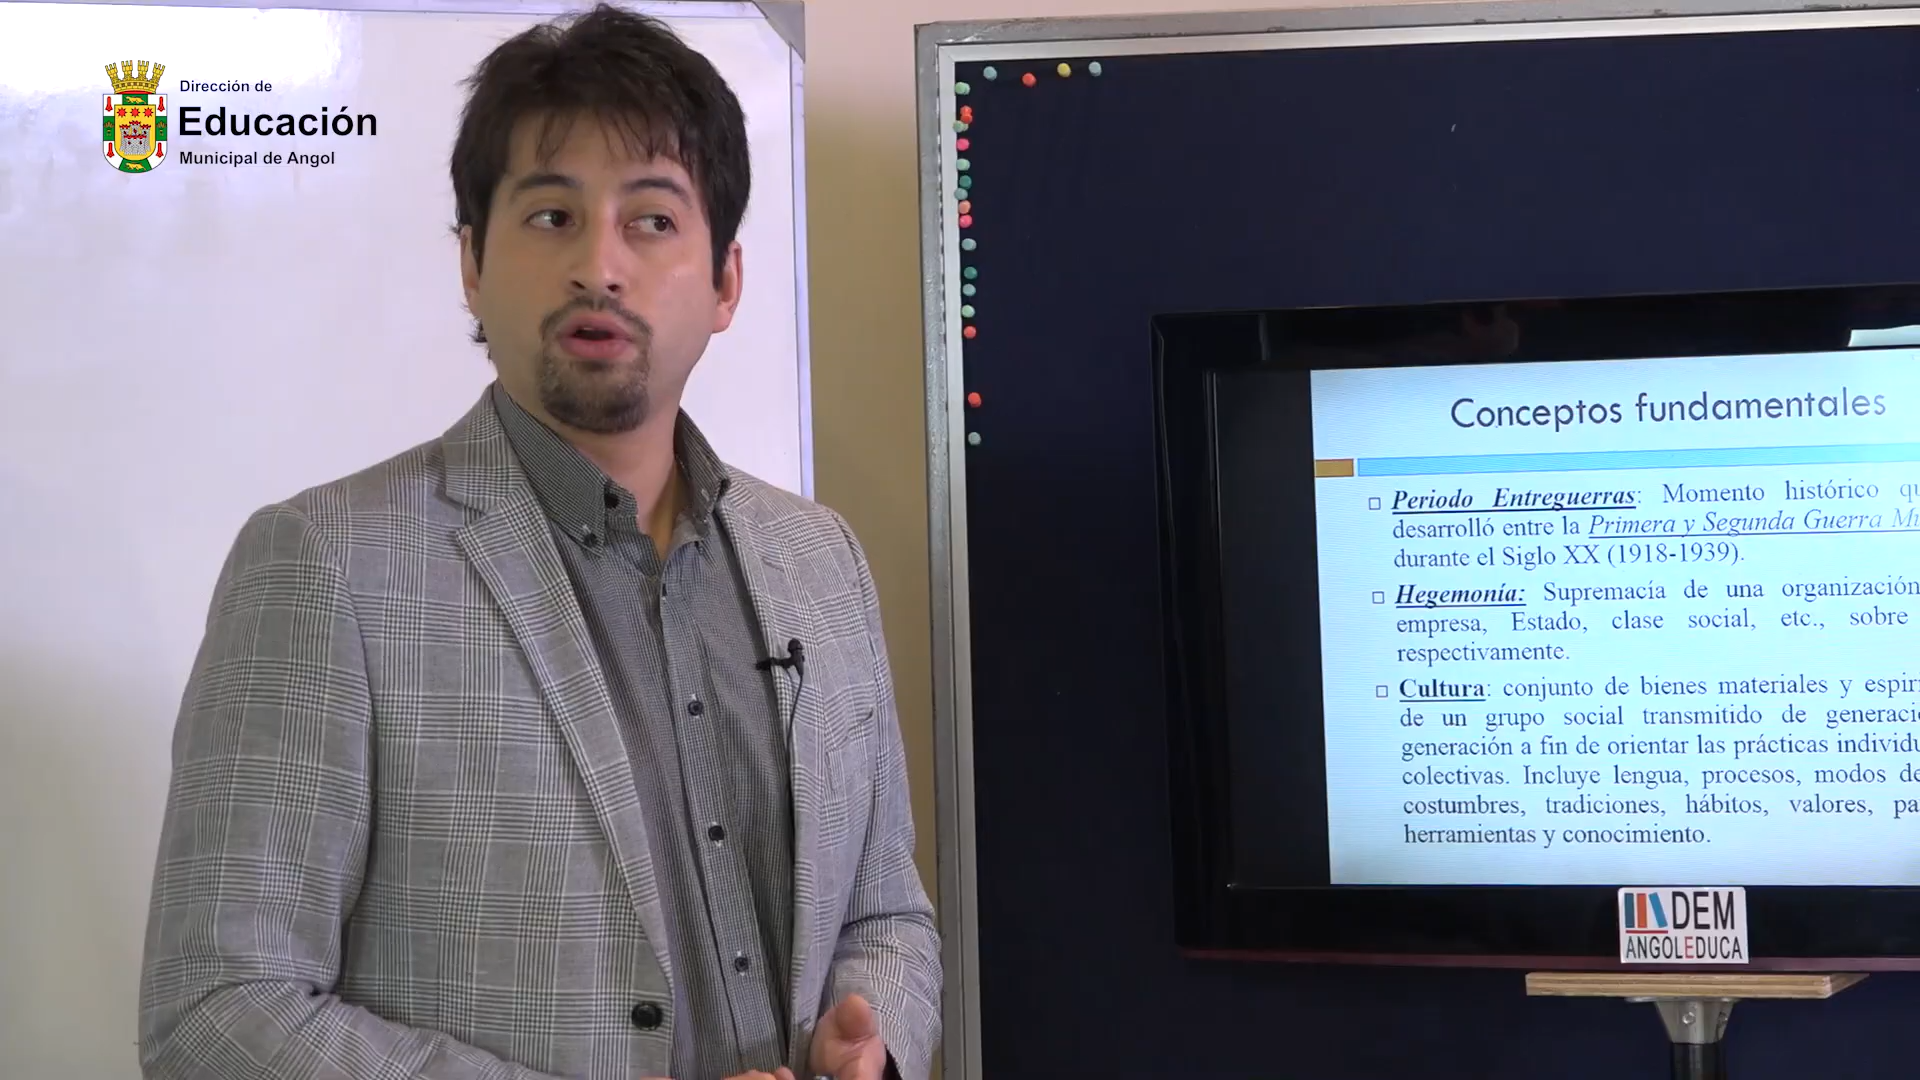 Dirección de
Educación
Municipal de Angol
Conceptos fundamentales
Periodo Entreguerras: Momento histórico
desarrolló entre la Primera y Segunda Guerra
durante el Siglo XX (1918-1939).
Hegemonía: Supremacía de una organización
empresa, Estado, clase social, etc., sobre
respectivamente.
Cultura: conjunto de bienes materiales y
de un grupo social transmitido de
generación a fin de orientar las prácticas
colectivas. Incluye lengua, procesos, modos de
costumbres, tradiciones, hábitos, valores,
herramientas y conocimiento.
DEM
ANGOLEDUCA